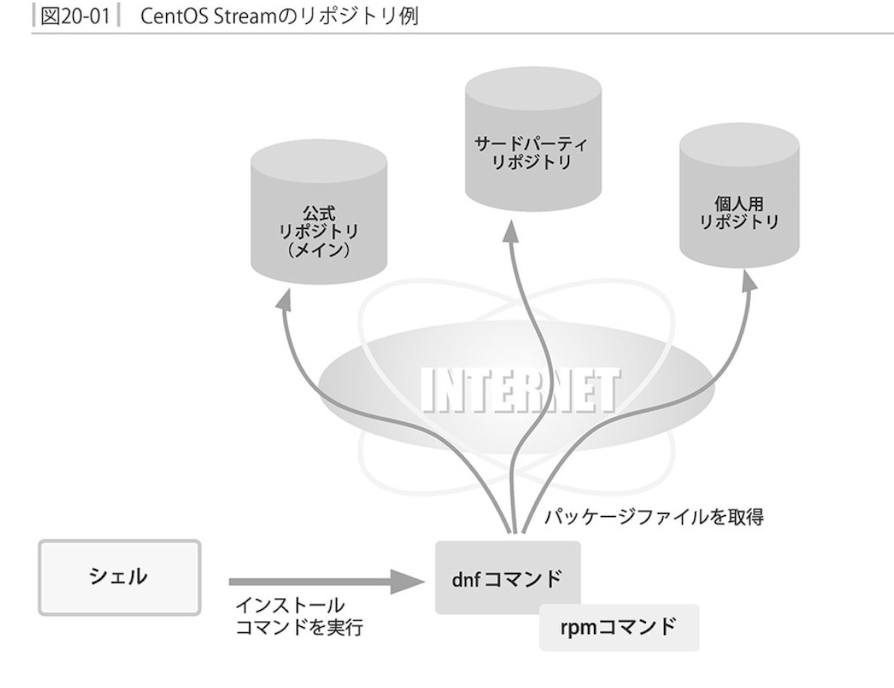 図20-01 CentOS Streamのリポジトリ例
サードパーティ
リポジトリ
公式
リポジトリ
（メイン）
個人用
リポジトリ
INTERNET
パッケージファイルを取得
シェル
インストール
コマンドを実行
dnfコマンド
rpmコマンド